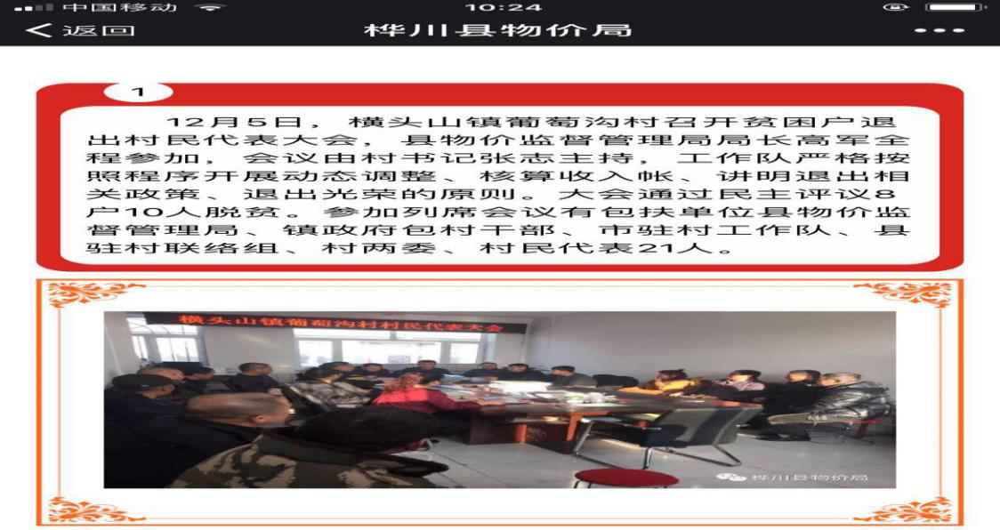 中国移动
10:24
返回
桦川县物价局
1
12月5日，横头山镇葡萄沟村召开贫困户退
出村民代表大会，县物价监督管理局局长高军全
程参加，会议由村书记张志主持，工作队严格按
照程序开展动态调整、核算收入帐、讲明退出相
关政策、退出光荣的原则。大会通过民主评议8
户10人脱贫。参加列席会议有包扶单位县物价监
督管理局、镇政府包村干部、市驻村工作队、县
驻村联络组、村两委、村民代表21人。
横头山镇葡萄沟村村民代表大会
桦川县物价局